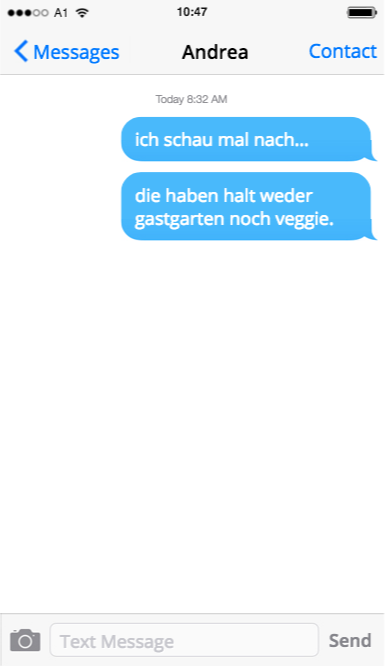 A1 10:47
Messages Andrea Contact
Today 8:32 AM
ich schau mal nach...
die haben halt weder
gastgarten noch veggie.
Text Message Send